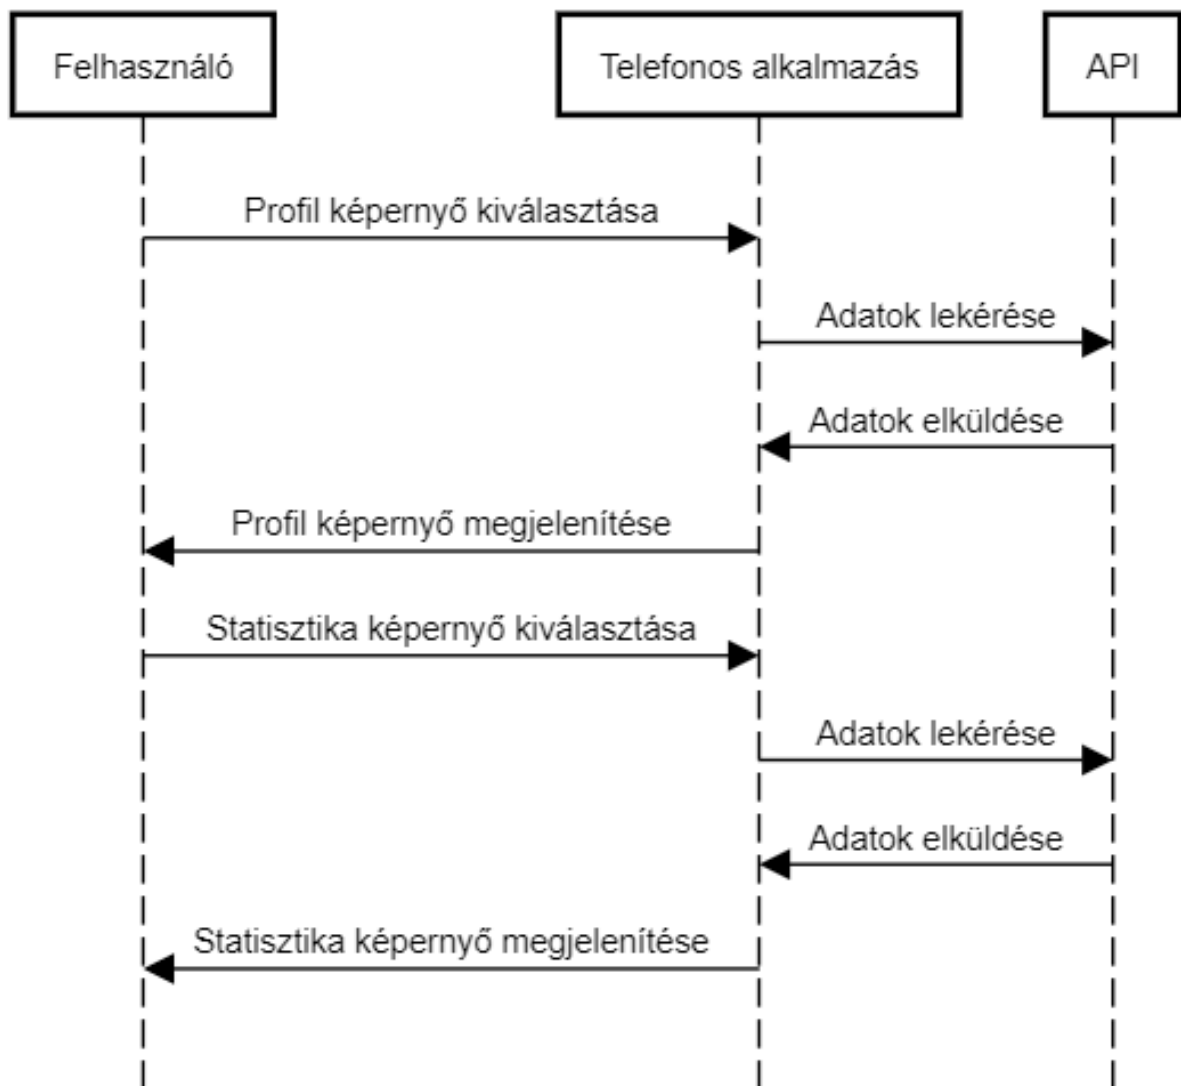 Felhasználó
Telefonos alkalmazás
API
Profil képernyő kiválasztása
Adatok lekérése
Adatok elküldése
Profil képernyő megjelenítése
Statisztika képernyő kiválasztása
Adatok lekérése
Adatok elküldése
Statisztika képernyő megjelenítése